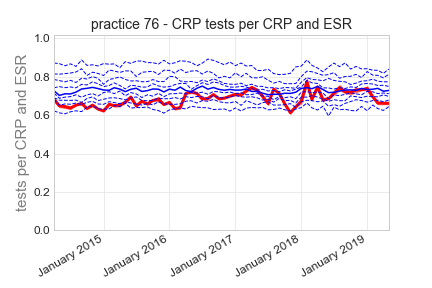 practice 76 - CRP tests per CRP and ESR
tests per CRP and ESR
1.0
0.8
0.6
0.4
0.2
0.0
January 2015
January 2016
January 2017
January 2018
January 2019